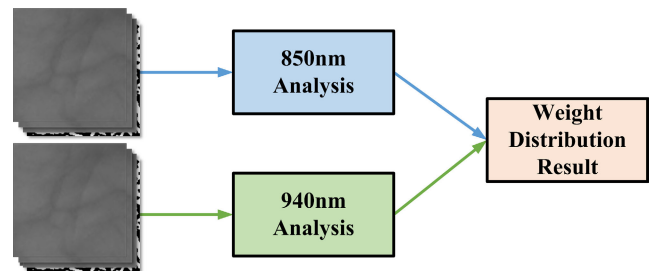 850nm
Analysis
Weight
Distribution
Result
940nm
Analysis